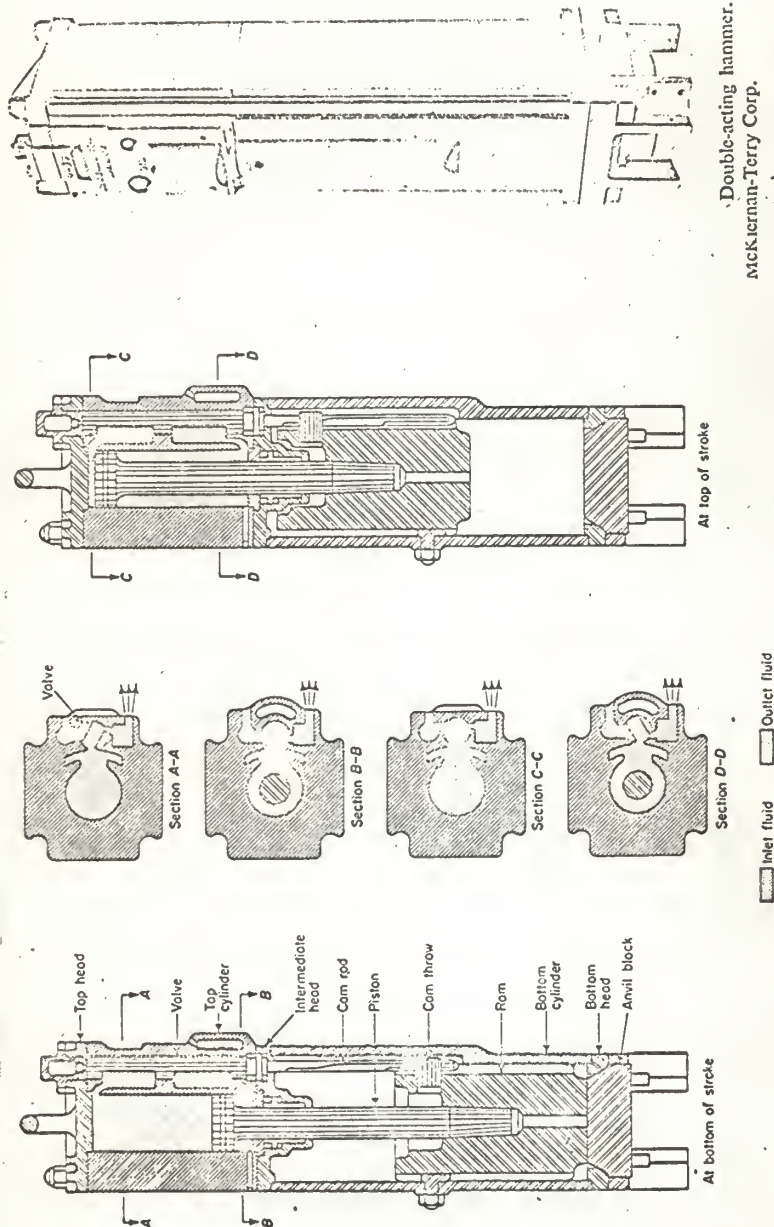 A
A
Top head
Valve
Top
cylinder
B
B
Intermediate
head
Cam rod
Piston
Cam throw
Ram
Bottom
cylinder
Bottom
head
Anvil block
At bottom of stroke
Valve
Section A-A
Section B-B
Section C-C
Section D-D
Inlet fluid
Outlet fluid
C
C
D
D
At top of stroke
Double-acting hammer.
McKiernan-Terry Corp.